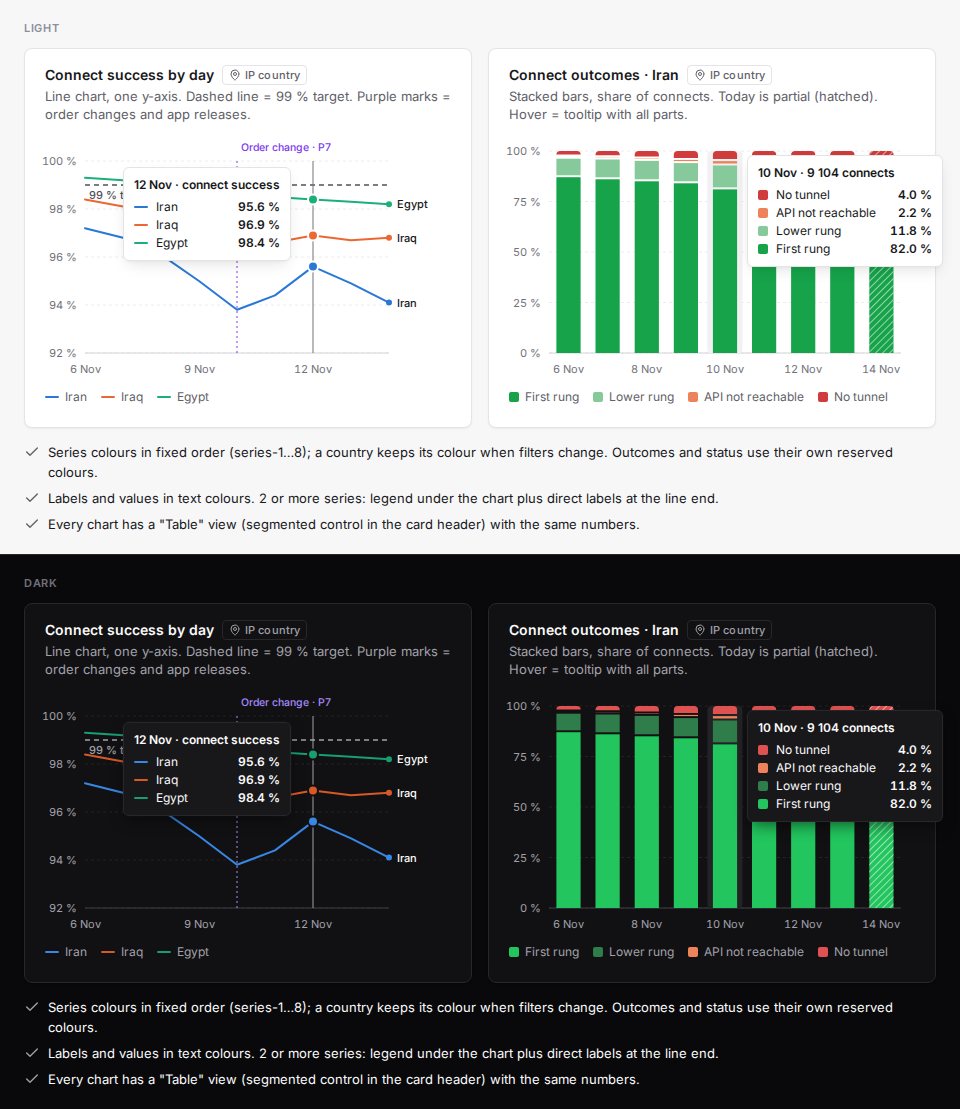 LIGHT
Connect success by day
IP country
Line chart, one y-axis. Dashed line = 99 % target. Purple marks =
order changes and app releases.
Order change · P7
100 %
98 %
96 %
94 %
92 %
99 % t
12 Nov · connect success
Iran 95.6 %
Iraq 96.9 %
Egypt 98.4 %
Egypt
Iraq
Iran
6 Nov 9 Nov 12 Nov
Iran Iraq Egypt
Connect outcomes · Iran
IP country
Stacked bars, share of connects. Today is partial (hatched).
Hover = tooltip with all parts.
100 %
75 %
50 %
25 %
0 %
10 Nov · 9 104 connects
No tunnel 4.0 %
API not reachable 2.2 %
Lower rung 11.8 %
First rung 82.0 %
6 Nov 8 Nov 10 Nov 12 Nov 14 Nov
First rung Lower rung API not reachable No tunnel
Series colours in fixed order (series-1…8); a country keeps its colour when filters change. Outcomes and status use their own reserved
colours.
Labels and values in text colours. 2 or more series: legend under the chart plus direct labels at the line end.
Every chart has a "Table" view (segmented control in the card header) with the same numbers.
DARK
Connect success by day
IP country
Line chart, one y-axis. Dashed line = 99 % target. Purple marks =
order changes and app releases.
Order change · P7
100 %
98 %
96 %
94 %
92 %
99 % t
12 Nov · connect success
Iran 95.6 %
Iraq 96.9 %
Egypt 98.4 %
Egypt
Iraq
Iran
6 Nov 9 Nov 12 Nov
Iran Iraq Egypt
Connect outcomes · Iran
IP country
Stacked bars, share of connects. Today is partial (hatched).
Hover = tooltip with all parts.
100 %
75 %
50 %
25 %
0 %
10 Nov · 9 104 connects
No tunnel 4.0 %
API not reachable 2.2 %
Lower rung 11.8 %
First rung 82.0 %
6 Nov 8 Nov 10 Nov 12 Nov 14 Nov
First rung Lower rung API not reachable No tunnel
Series colours in fixed order (series-1…8); a country keeps its colour when filters change. Outcomes and status use their own reserved
colours.
Labels and values in text colours. 2 or more series: legend under the chart plus direct labels at the line end.
Every chart has a "Table" view (segmented control in the card header) with the same numbers.